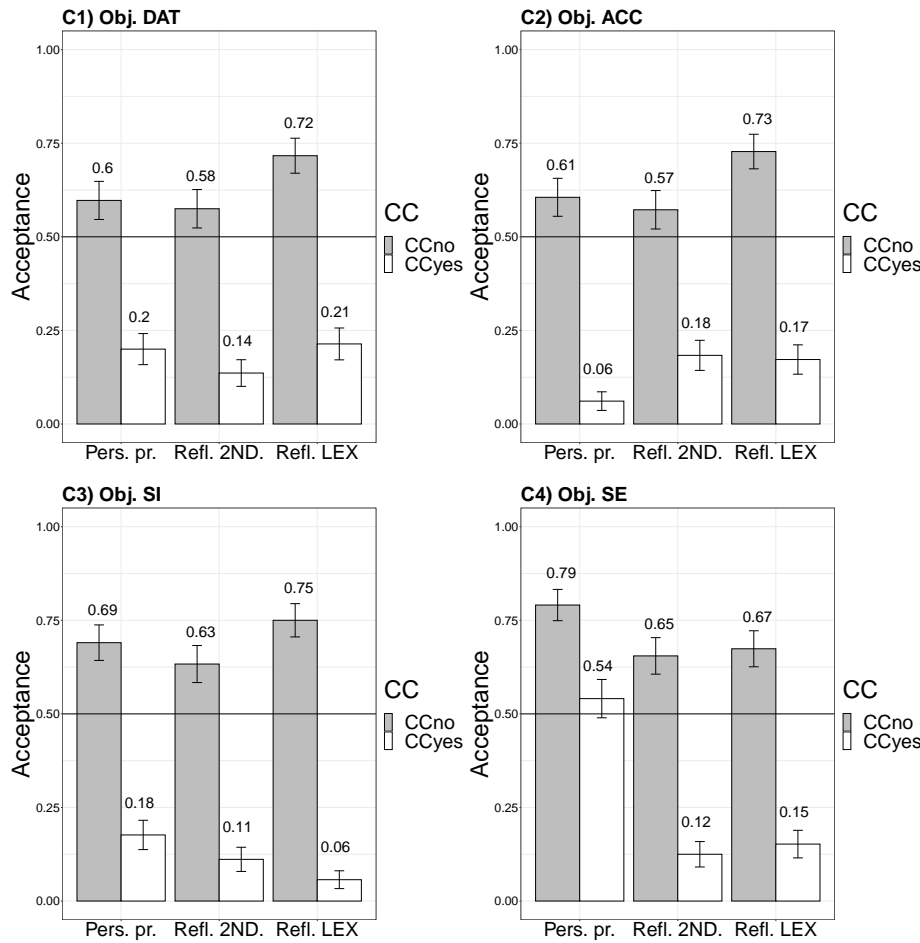 C1) Obj. DAT
1.00
0.75
0.50
0.25
0.00
Acceptance
0.6
0.58
0.72
0.2
0.14
0.21
Pers. pr.
Refl. 2ND.
Refl. LEX
CC
CCno
CCyes
C2) Obj. ACC
1.00
0.75
0.50
0.25
0.00
Acceptance
0.61
0.57
0.73
0.06
0.18
0.17
Pers. pr.
Refl. 2ND.
Refl. LEX
CC
CCno
CCyes
C3) Obj. SI
1.00
0.75
0.50
0.25
0.00
Acceptance
0.69
0.63
0.75
0.18
0.11
0.06
Pers. pr.
Refl. 2ND.
Refl. LEX
CC
CCno
CCyes
C4) Obj. SE
1.00
0.75
0.50
0.25
0.00
Acceptance
0.79
0.65
0.67
0.54
0.12
0.15
Pers. pr.
Refl. 2ND.
Refl. LEX
CC
CCno
CCyes